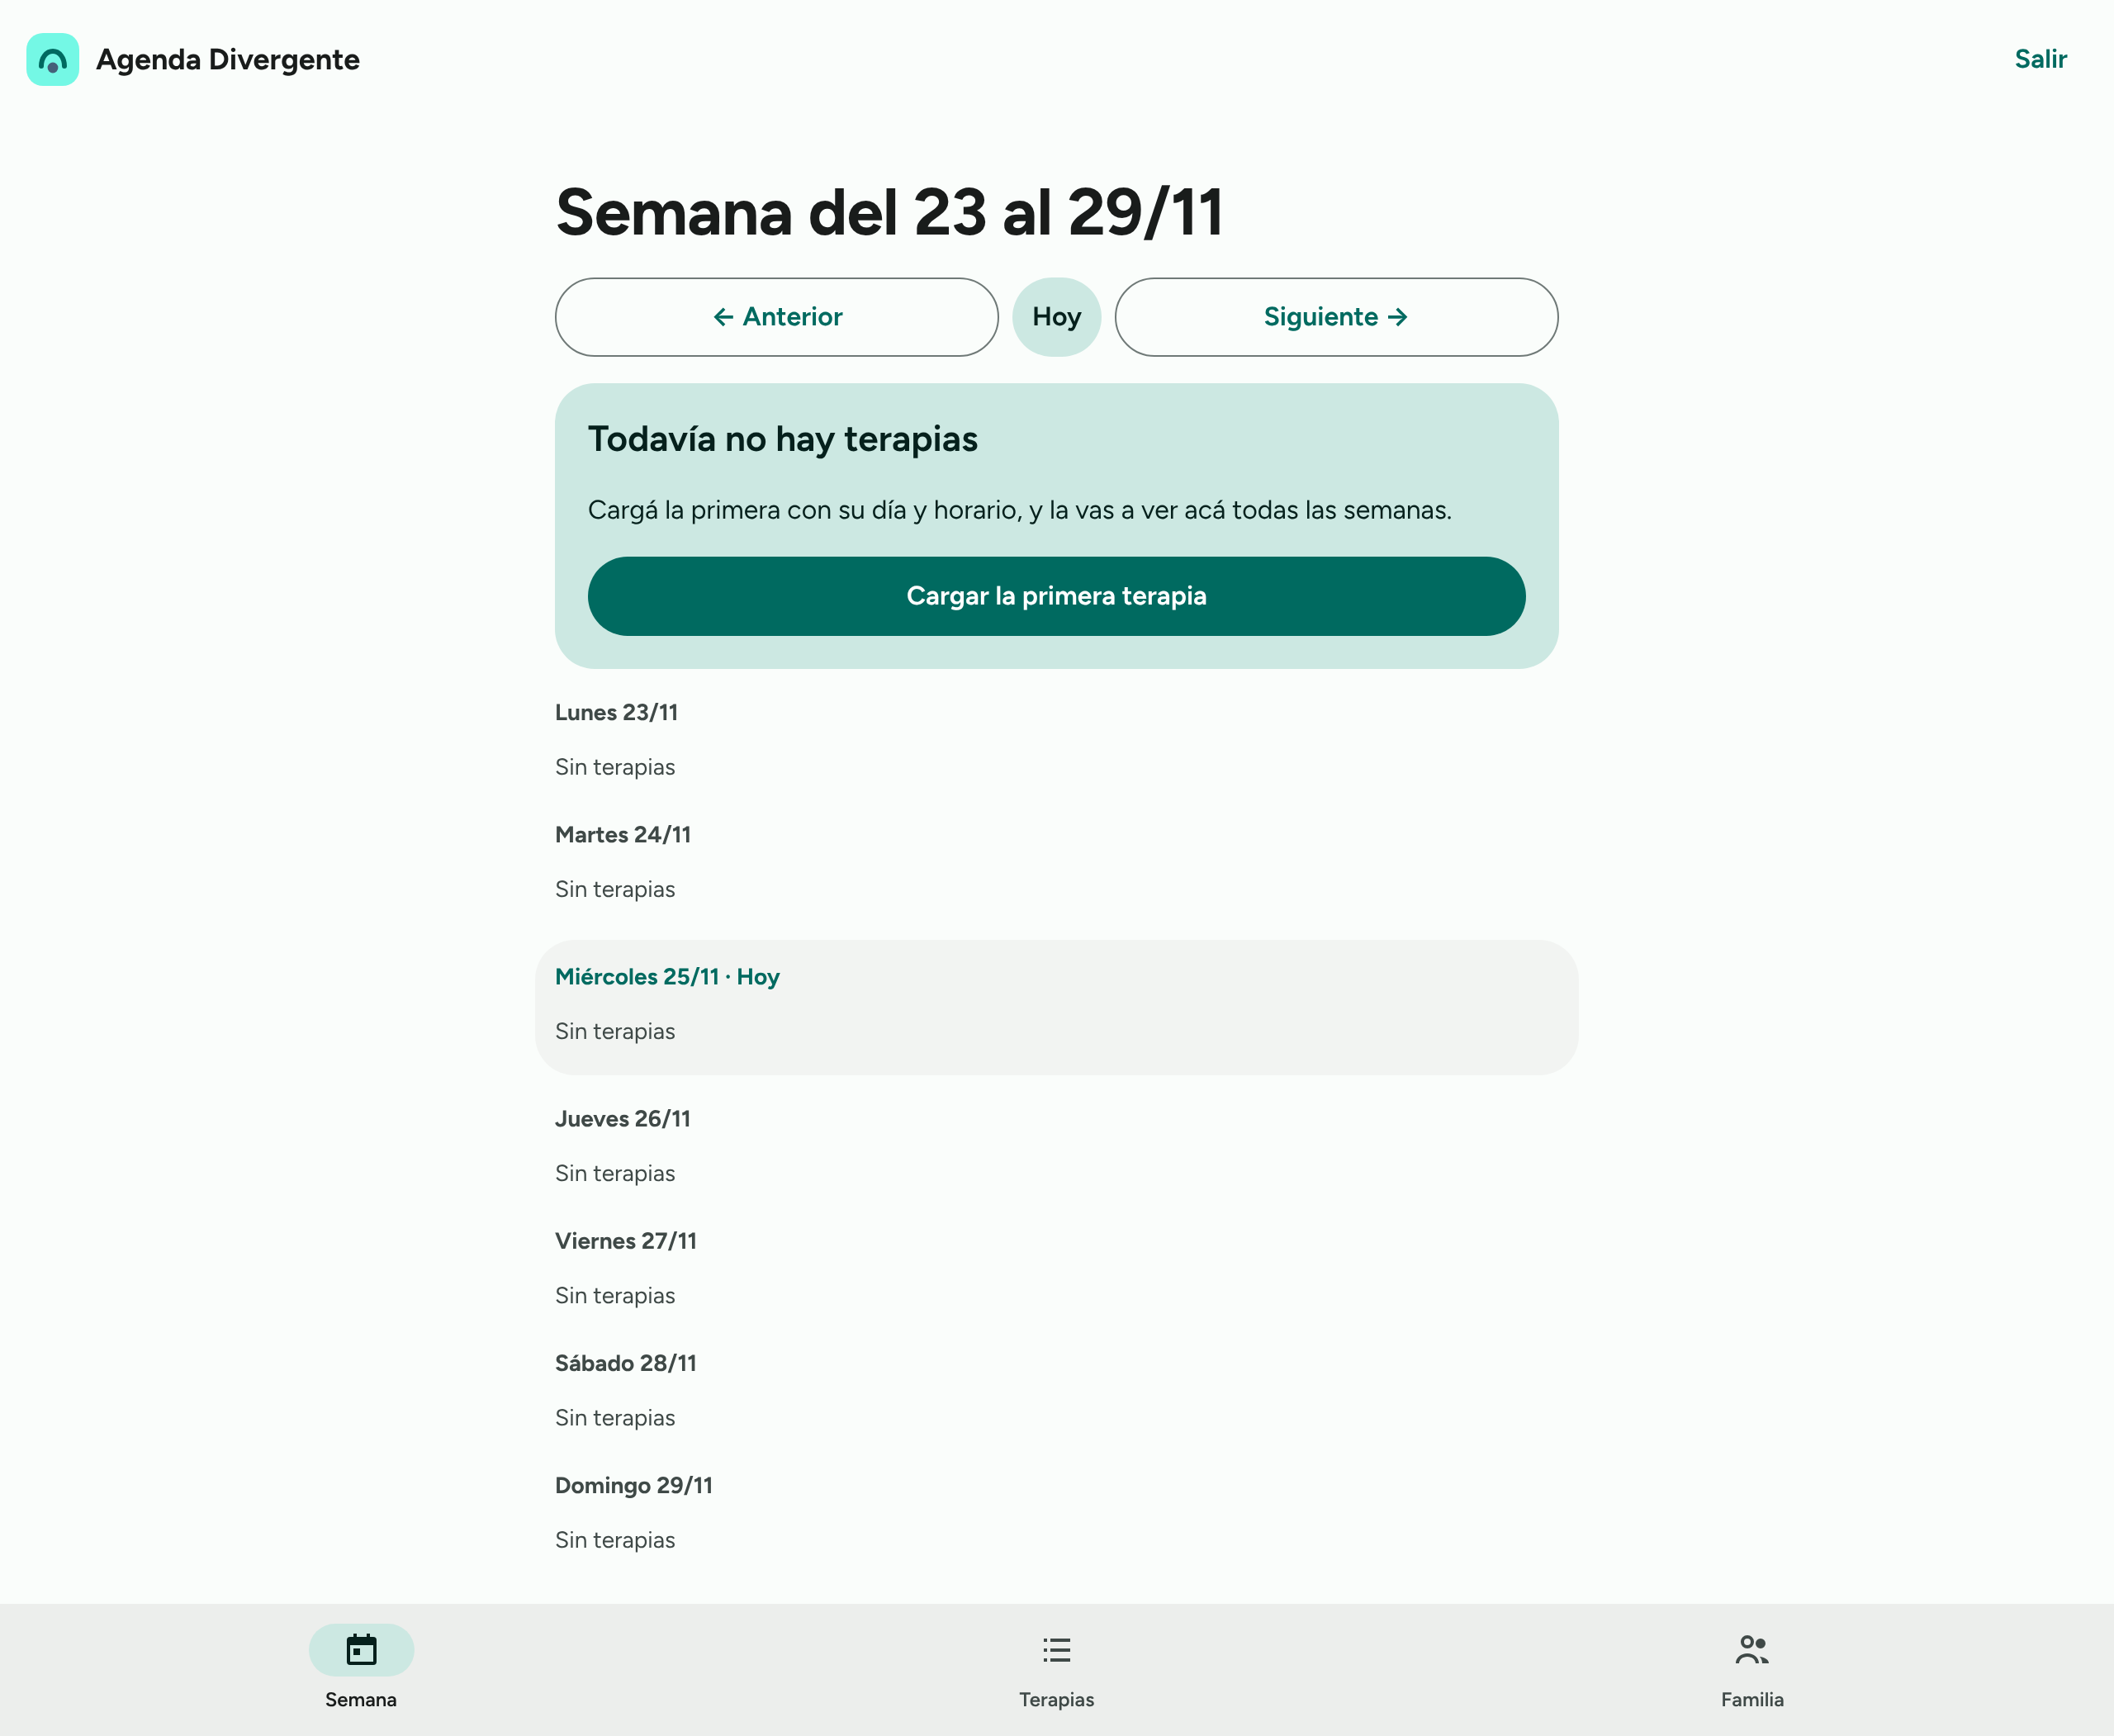 Agenda Divergente
Salir
Semana del 23 al 29/11
← Anterior
Hoy
Siguiente →
Todavía no hay terapias
Cargá la primera con su día y horario, y la vas a ver acá todas las semanas.
Cargar la primera terapia
Lunes 23/11
Sin terapias
Martes 24/11
Sin terapias
Miércoles 25/11 · Hoy
Sin terapias
Jueves 26/11
Sin terapias
Viernes 27/11
Sin terapias
Sábado 28/11
Sin terapias
Domingo 29/11
Sin terapias
Semana
Terapias
Familia